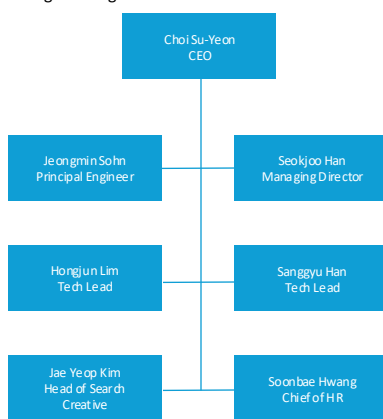 Choi Su-Yeon
CEO
Jeongmin Sohn
Principal Engineer
Seokjoo Han
Managing Director
Hongjun Lim
Tech Lead
Sanggyu Han
Tech Lead
Jae Yeop Kim
Head of Search
Creative
Soonbae Hwang
Chief of HR